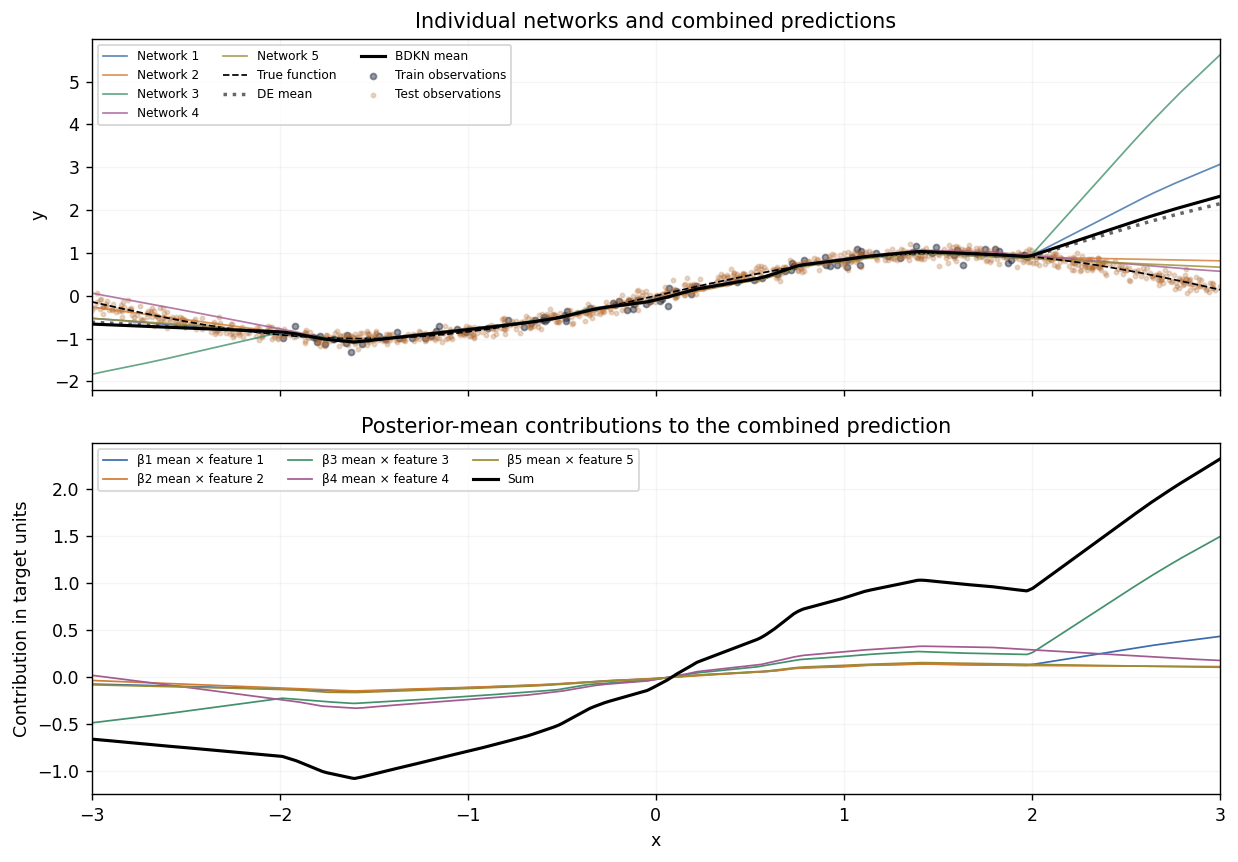 Individual networks and combined predictions
Network 1
Network 2
Network 3
Network 4
Network 5
True function
DE mean
BDKN mean
Train observations
Test observations
y
5
4
3
2
1
0
−1
−2
Posterior-mean contributions to the combined prediction
β1 mean × feature 1
β2 mean × feature 2
β3 mean × feature 3
β4 mean × feature 4
β5 mean × feature 5
Sum
Contribution in target units
2.0
1.5
1.0
0.5
0.0
−0.5
−1.0
−3 −2 −1 0 1 2 3
x